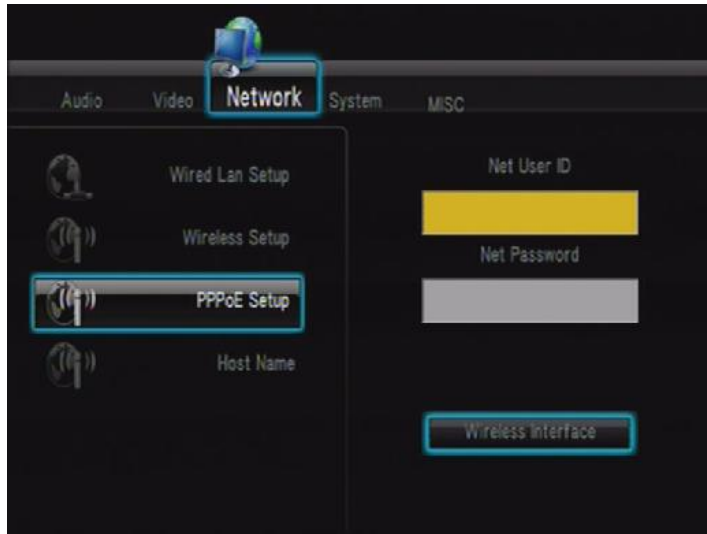 Audio
Video
Network
System
MISC
Wired Lan Setup
Wireless Setup
PPPoE Setup
Host Name
Net User ID
Net Password
Wireless Interface